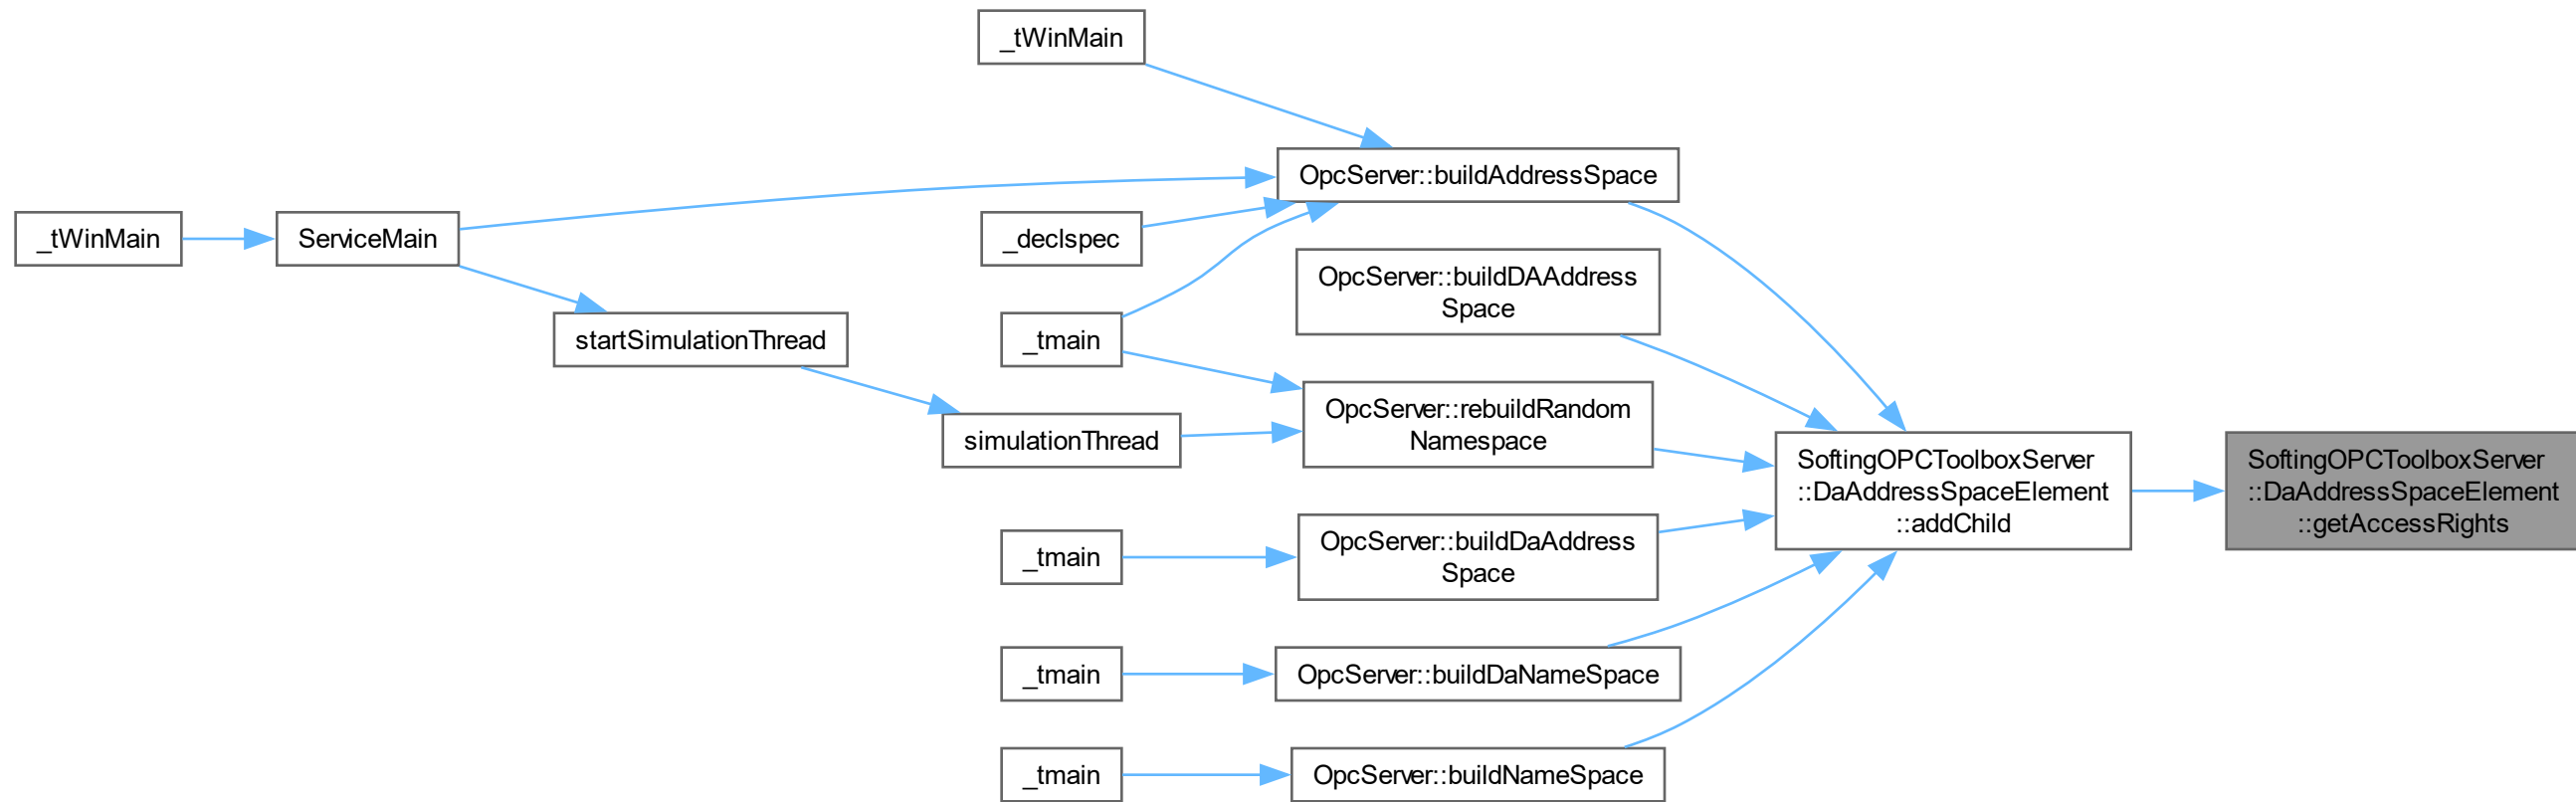 _tWinMain
OpcServer::buildAddressSpace
_tWinMain
ServiceMain
_declspec
OpcServer::buildDAAddress
Space
startSimulationThread
_tmain
OpcServer::rebuildRandom
Namespace
simulationThread
SoftingOPCToolboxServer
::DaAddressSpaceElement
::addChild
SoftingOPCToolboxServer
::DaAddressSpaceElement
::getAccessRights
_tmain
OpcServer::buildDaAddress
Space
_tmain
OpcServer::buildDaNameSpace
_tmain
OpcServer::buildNameSpace